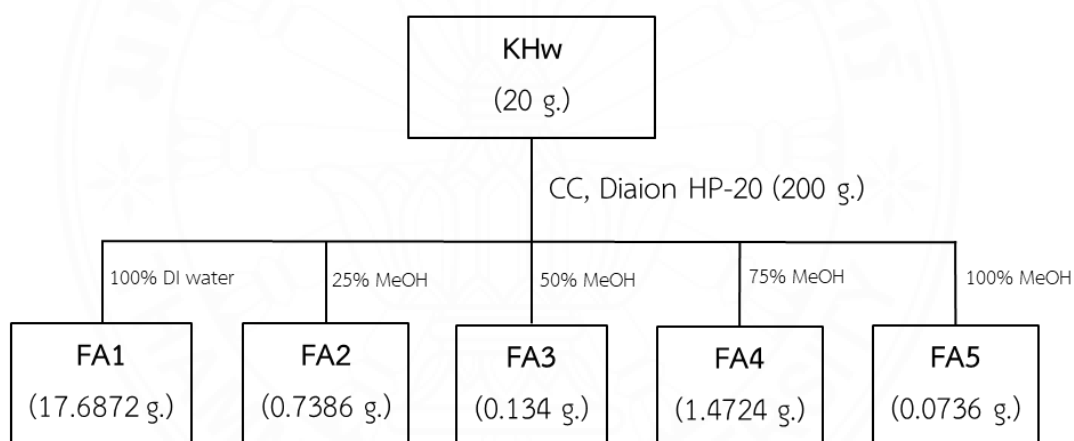 KHw
(20 g.)
CC, Diaion HP-20 (200 g.)
100% DI water
25% MeOH
50% MeOH
75% MeOH
100% MeOH
FA1
(17.6872 g.)
FA2
(0.7386 g.)
FA3
(0.134 g.)
FA4
(1.4724 g.)
FA5
(0.0736 g.)